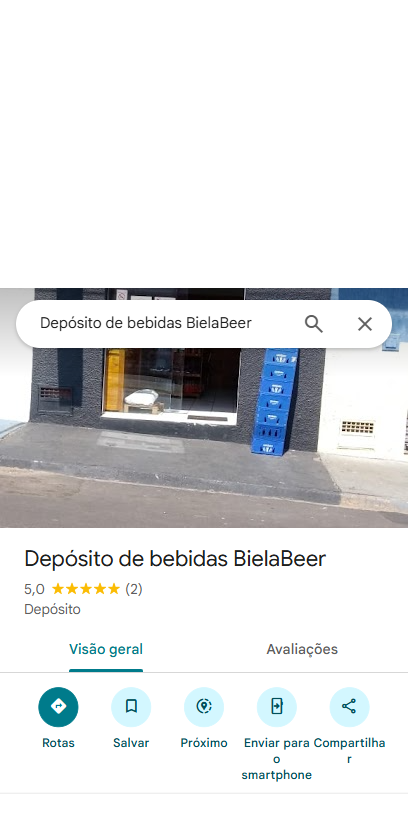 Depósito de bebidas BielaBeer
Depósito de bebidas BielaBeer
5,0 ★★★★★ (2)
Depósito
Visão geral
Avaliações
Rotas
Salvar
Próximo
Enviar para o smartphone
Compartilhar